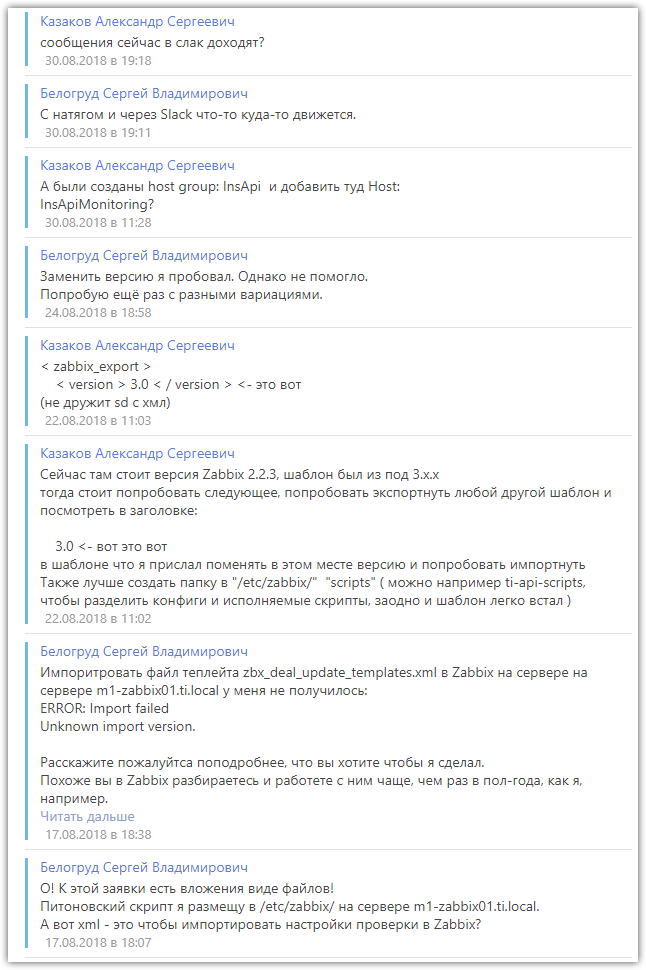 Казаков Александр Сергеевич
сообщения сейчас в слак доходят?
30.08.2018 в 19:18
Белогруд Сергей Владимирович
С натягом и через Slack что-то куда-то движется.
30.08.2018 в 19:11
Казаков Александр Сергеевич
А были созданы host group: InsApi и добавить туд Host:
InsApiMonitoring?
30.08.2018 в 11:28
Белогруд Сергей Владимирович
Заменить версию я пробовал. Однако не помогло.
Попробую ещё раз с разными вариациями.
24.08.2018 в 18:58
Казаков Александр Сергеевич
< zabbix_export >
< version > 3.0 < / version > <- это вот
(не дружит sd с хмл)
22.08.2018 в 11:03
Казаков Александр Сергеевич
Сейчас там стоит версия Zabbix 2.2.3, шаблон был из под 3.x.x
тогда стоит попробовать следующее, попробовать экспортнуть любой другой шаблон и
посмотреть в заголовке:
3.0 <- вот это вот
в шаблоне что я прислал поменять в этом месте версию и попробовать импортнуть
Также лучше создать папку в "/etc/zabbix/" "scripts" ( можно например ti-api-scripts,
чтобы разделить конфиги и исполняемые скрипты, заодно и шаблон легко встал )
22.08.2018 в 11:02
Белогруд Сергей Владимирович
Импоритровать файл теплейта zbx_deal_update_templates.xml в Zabbix на сервере на
сервере m1-zabbix01.ti.local у меня не получилось:
ERROR: Import failed
Unknown import version.
Расскажите пожалуйтса поподробнее, что вы хотите чтобы я сделал.
Похоже вы в Zabbix разбираетесь и работете с ним чаще, чем раз в пол-года, как я,
например.
Читать дальше
17.08.2018 в 18:38
Белогруд Сергей Владимирович
О! К этой заявки есть вложения виде файлов!
Питоновский скрипт я размещу в /etc/zabbix/ на сервере m1-zabbix01.ti.local.
А вот xml - это чтобы импортировать настройки проверки в Zabbix?
17.08.2018 в 18:07